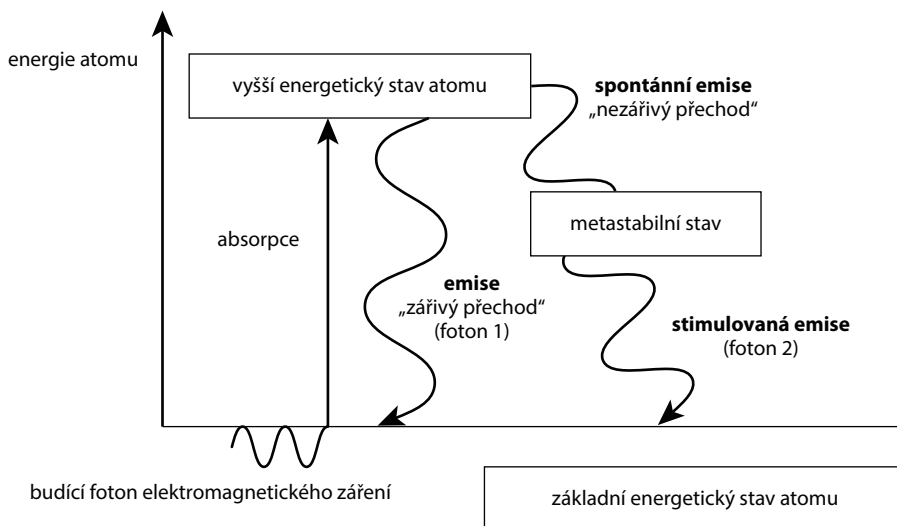 energie atomu
vyšší energetický stav atomu
spontánní emise
„nezářivý přechod“
metastabilní stav
absorpce
emise
„zářivý přechod“
(foton 1)
stimulovaná emise
(foton 2)
budící foton elektromagnetického záření
základní energetický stav atomu